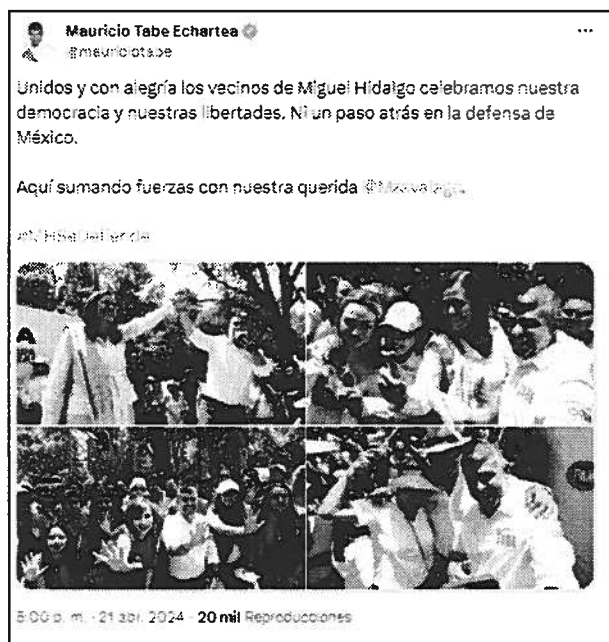 Mauricio Tabe Echartea
@mauriciotabe
Unidos y con alegría los vecinos de Miguel Hidalgo celebramos nuestra
democracia y nuestras libertades. Ni un paso atrás en la defensa de
México.
Aquí sumando fuerzas con nuestra querida
#MHSeDefiende
5:00 p. m. · 21 abr. 2024 · 20 mil Reproducciones